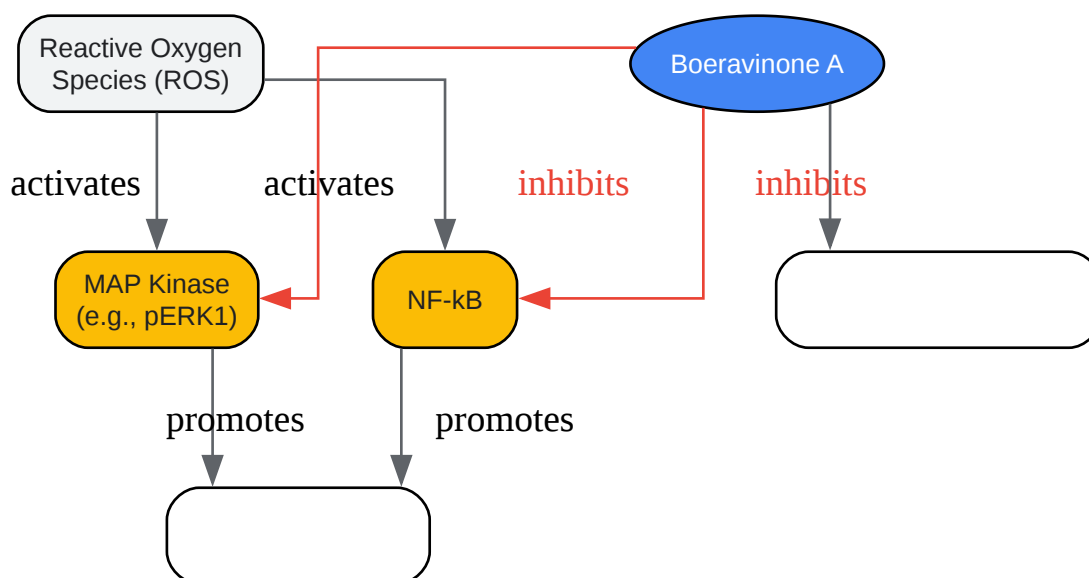 Reactive Oxygen
Species (ROS)
Boeravinone A
activates
activates
inhibits
inhibits
MAP Kinase
(e.g., pERK1)
NF-kB
promotes
promotes